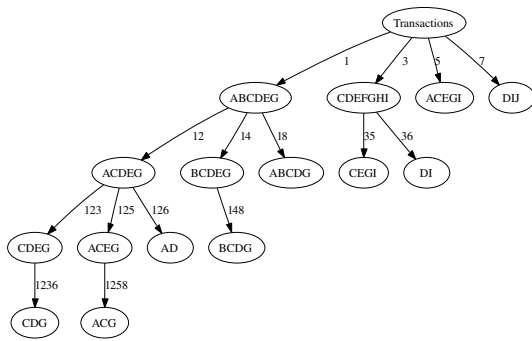 Transactions
1
3
5
7
ABCDEG
CDEFGHI
ACEGI
DIJ
12
14
18
35
36
ACDEG
BCDEG
ABCDG
CEGI
DI
123
125
126
148
CDEG
ACEG
AD
BCDG
1236
1258
CDG
ACG